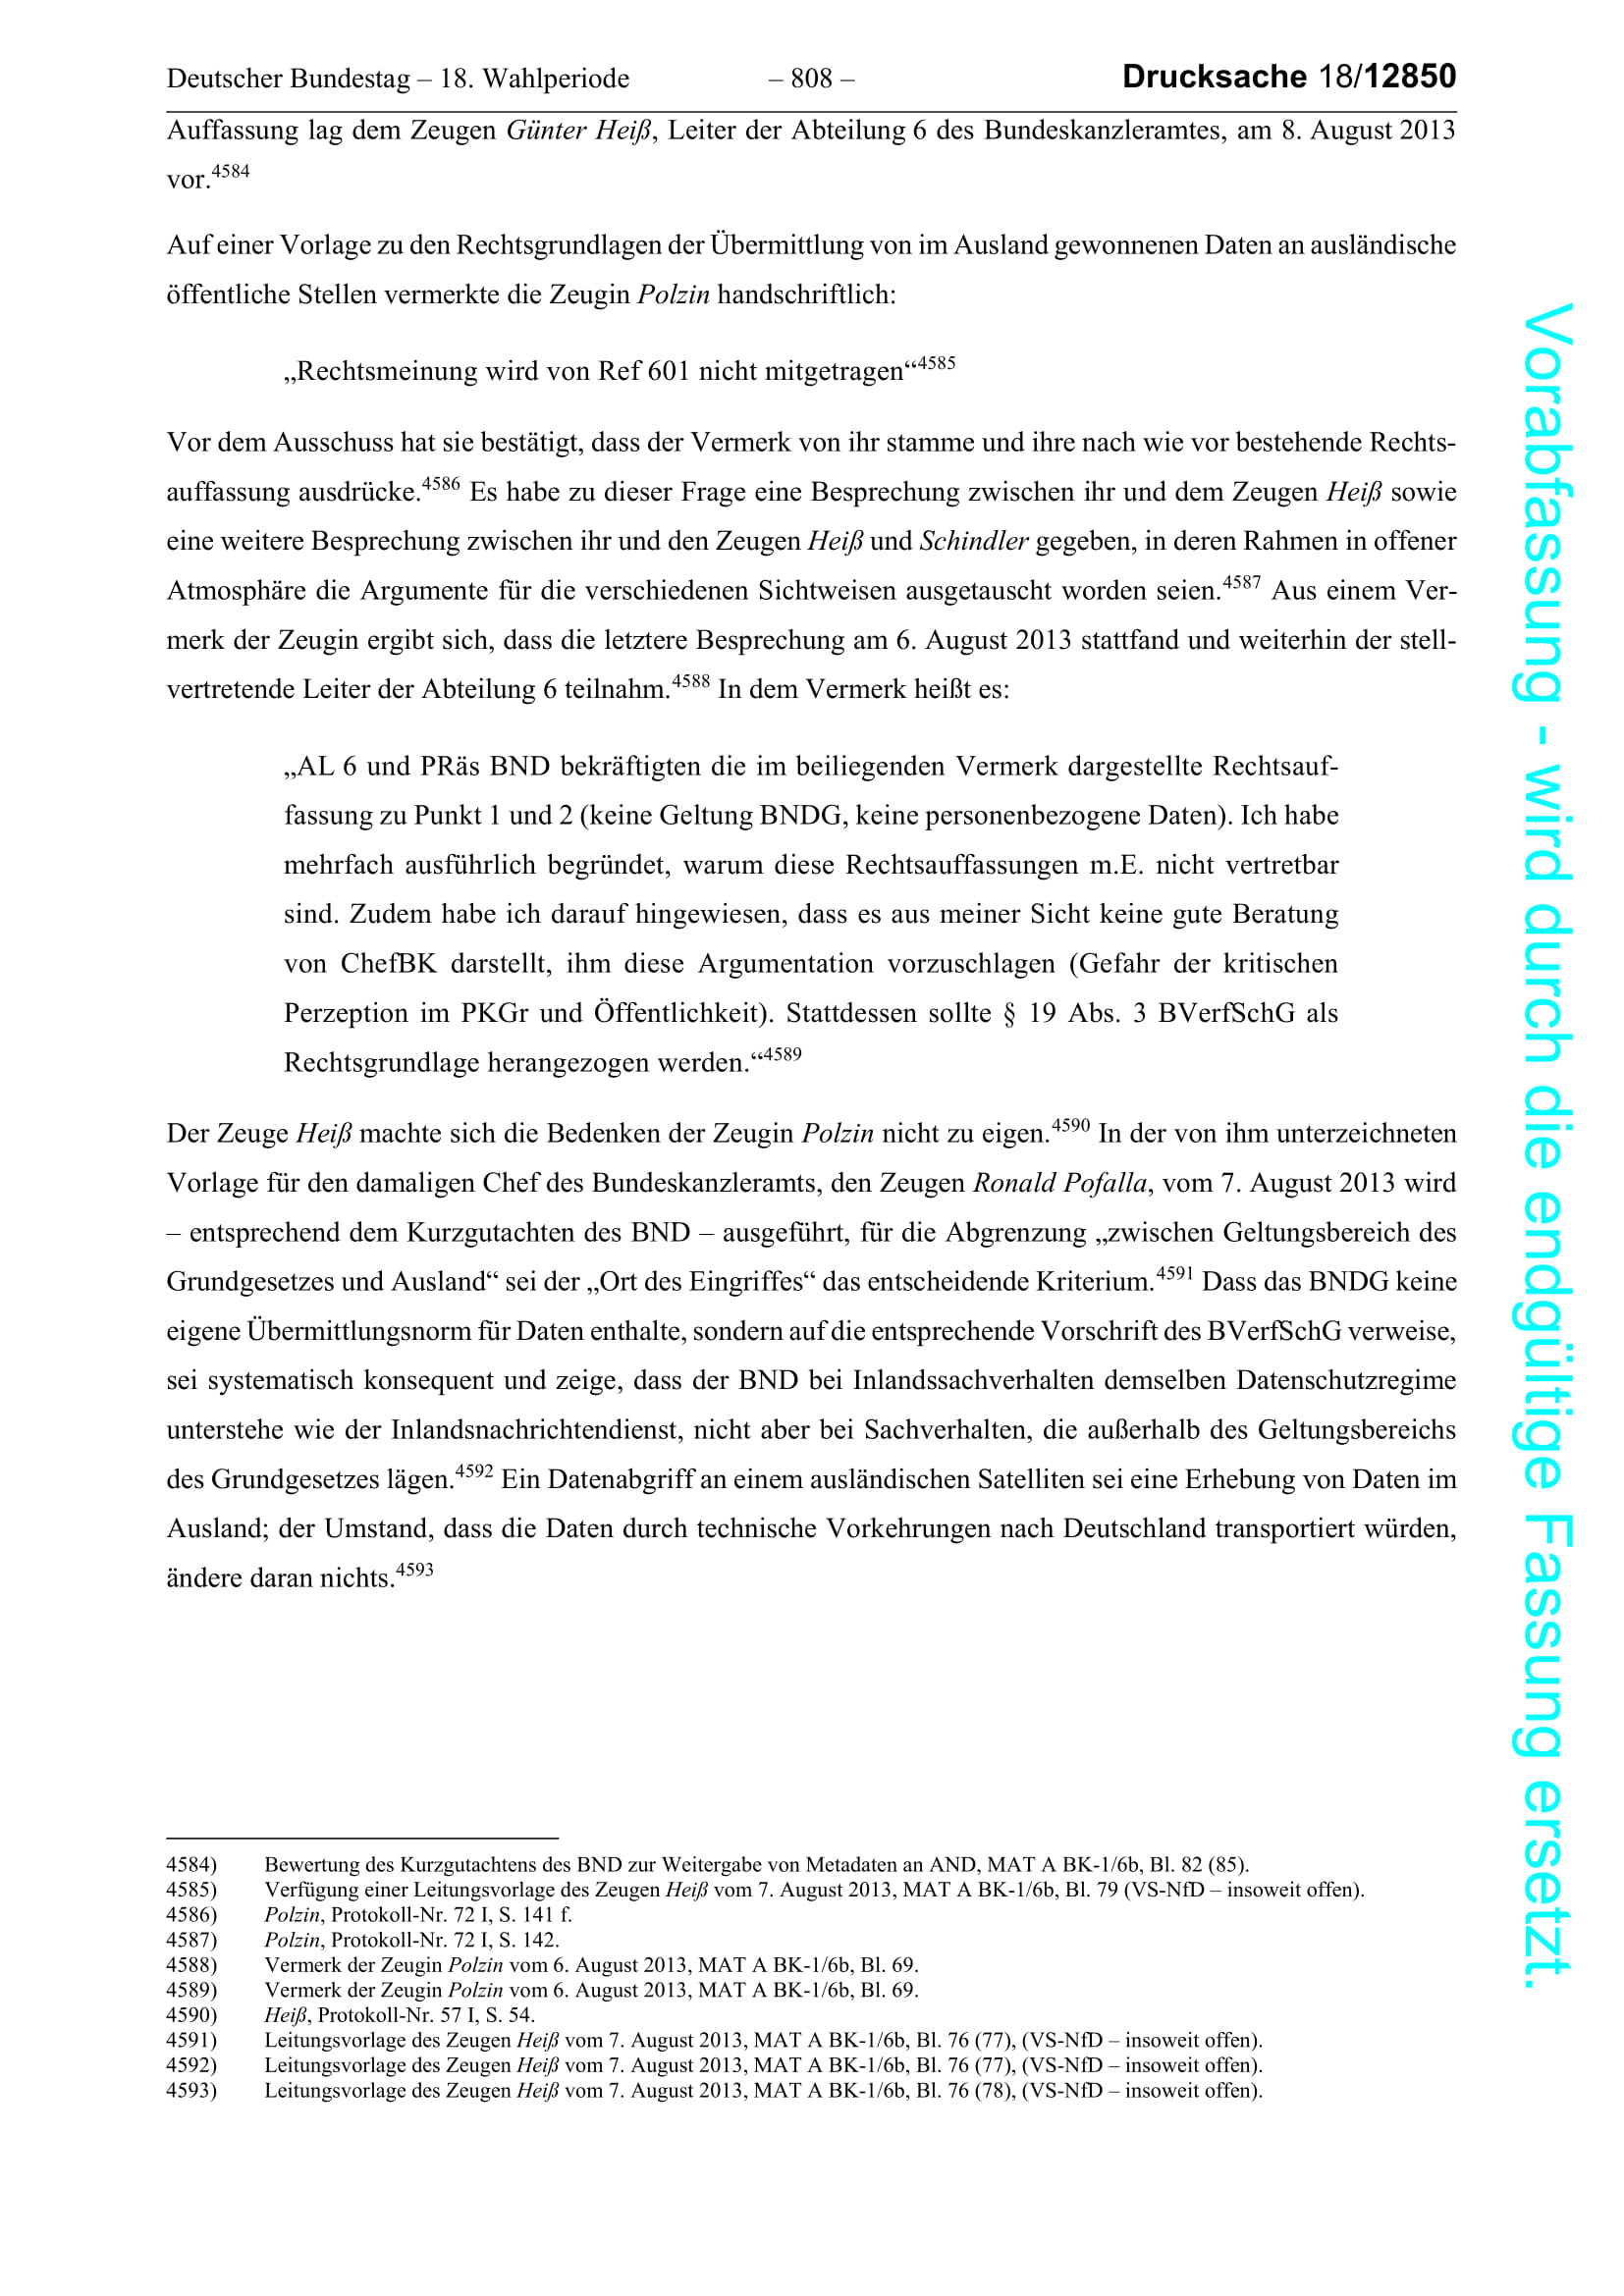 Deutscher Bundestag – 18. Wahlperiode – 808 – Drucksache 18/12850
Auffassung lag dem Zeugen Günter Heiß, Leiter der Abteilung 6 des Bundeskanzleramtes, am 8. August 2013
vor.4584
Auf einer Vorlage zu den Rechtsgrundlagen der Übermittlung von im Ausland gewonnenen Daten an ausländische
öffentliche Stellen vermerkte die Zeugin Polzin handschriftlich:
„Rechtsmeinung wird von Ref 601 nicht mitgetragen“4585
Vor dem Ausschuss hat sie bestätigt, dass der Vermerk von ihr stamme und ihre nach wie vor bestehende Rechts-
auffassung ausdrücke.4586 Es habe zu dieser Frage eine Besprechung zwischen ihr und dem Zeugen Heiß sowie
eine weitere Besprechung zwischen ihr und den Zeugen Heiß und Schindler gegeben, in deren Rahmen in offener
Atmosphäre die Argumente für die verschiedenen Sichtweisen ausgetauscht worden seien.4587 Aus einem Ver-
merk der Zeugin ergibt sich, dass die letztere Besprechung am 6. August 2013 stattfand und weiterhin der stell-
vertretende Leiter der Abteilung 6 teilnahm.4588 In dem Vermerk heißt es:
„AL 6 und PRäs BND bekräftigten die im beiliegenden Vermerk dargestellte Rechtsauf-
fassung zu Punkt 1 und 2 (keine Geltung BNDG, keine personenbezogene Daten). Ich habe
mehrfach ausführlich begründet, warum diese Rechtsauffassungen m.E. nicht vertretbar
sind. Zudem habe ich darauf hingewiesen, dass es aus meiner Sicht keine gute Beratung
von ChefBK darstellt, ihm diese Argumentation vorzuschlagen (Gefahr der kritischen
Perzeption im PKGr und Öffentlichkeit). Stattdessen sollte § 19 Abs. 3 BVerfSchG als
Rechtsgrundlage herangezogen werden.“4589
Der Zeuge Heiß machte sich die Bedenken der Zeugin Polzin nicht zu eigen.4590 In der von ihm unterzeichneten
Vorlage für den damaligen Chef des Bundeskanzleramts, den Zeugen Ronald Pofalla, vom 7. August 2013 wird
– entsprechend dem Kurzgutachten des BND – ausgeführt, für die Abgrenzung „zwischen Geltungsbereich des
Grundgesetzes und Ausland“ sei der „Ort des Eingriffes“ das entscheidende Kriterium.4591 Dass das BNDG keine
eigene Übermittlungsnorm für Daten enthalte, sondern auf die entsprechende Vorschrift des BVerfSchG verweise,
sei systematisch konsequent und zeige, dass der BND bei Inlandssachverhalten demselben Datenschutzregime
unterstehe wie der Inlandsnachrichtendienst, nicht aber bei Sachverhalten, die außerhalb des Geltungsbereichs
des Grundgesetzes lägen.4592 Ein Datenabgriff an einem ausländischen Satelliten sei eine Erhebung von Daten im
Ausland; der Umstand, dass die Daten durch technische Vorkehrungen nach Deutschland transportiert würden,
ändere daran nichts.4593
4584) Bewertung des Kurzgutachtens des BND zur Weitergabe von Metadaten an AND, MAT A BK-1/6b, Bl. 82 (85).
4585) Verfügung einer Leitungsvorlage des Zeugen Heiß vom 7. August 2013, MAT A BK-1/6b, Bl. 79 (VS-NfD – insoweit offen).
4586) Polzin, Protokoll-Nr. 72 I, S. 141 f.
4587) Polzin, Protokoll-Nr. 72 I, S. 142.
4588) Vermerk der Zeugin Polzin vom 6. August 2013, MAT A BK-1/6b, Bl. 69.
4589) Vermerk der Zeugin Polzin vom 6. August 2013, MAT A BK-1/6b, Bl. 69.
4590) Heiß, Protokoll-Nr. 57 I, S. 54.
4591) Leitungsvorlage des Zeugen Heiß vom 7. August 2013, MAT A BK-1/6b, Bl. 76 (77), (VS-NfD – insoweit offen).
4592) Leitungsvorlage des Zeugen Heiß vom 7. August 2013, MAT A BK-1/6b, Bl. 76 (77), (VS-NfD – insoweit offen).
4593) Leitungsvorlage des Zeugen Heiß vom 7. August 2013, MAT A BK-1/6b, Bl. 76 (78), (VS-NfD – insoweit offen).
Vorabfassung - wird durch die endgültige Fassung ersetzt.